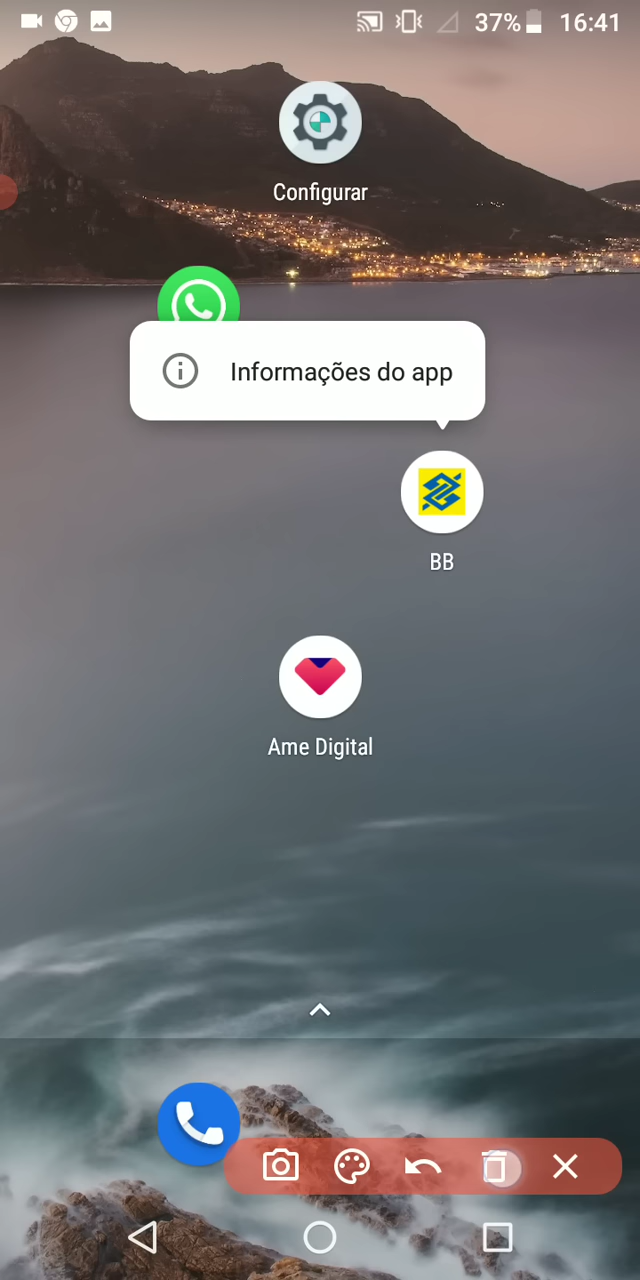 37% 16:41
Configurar
Informações do app
BB
Ame Digital